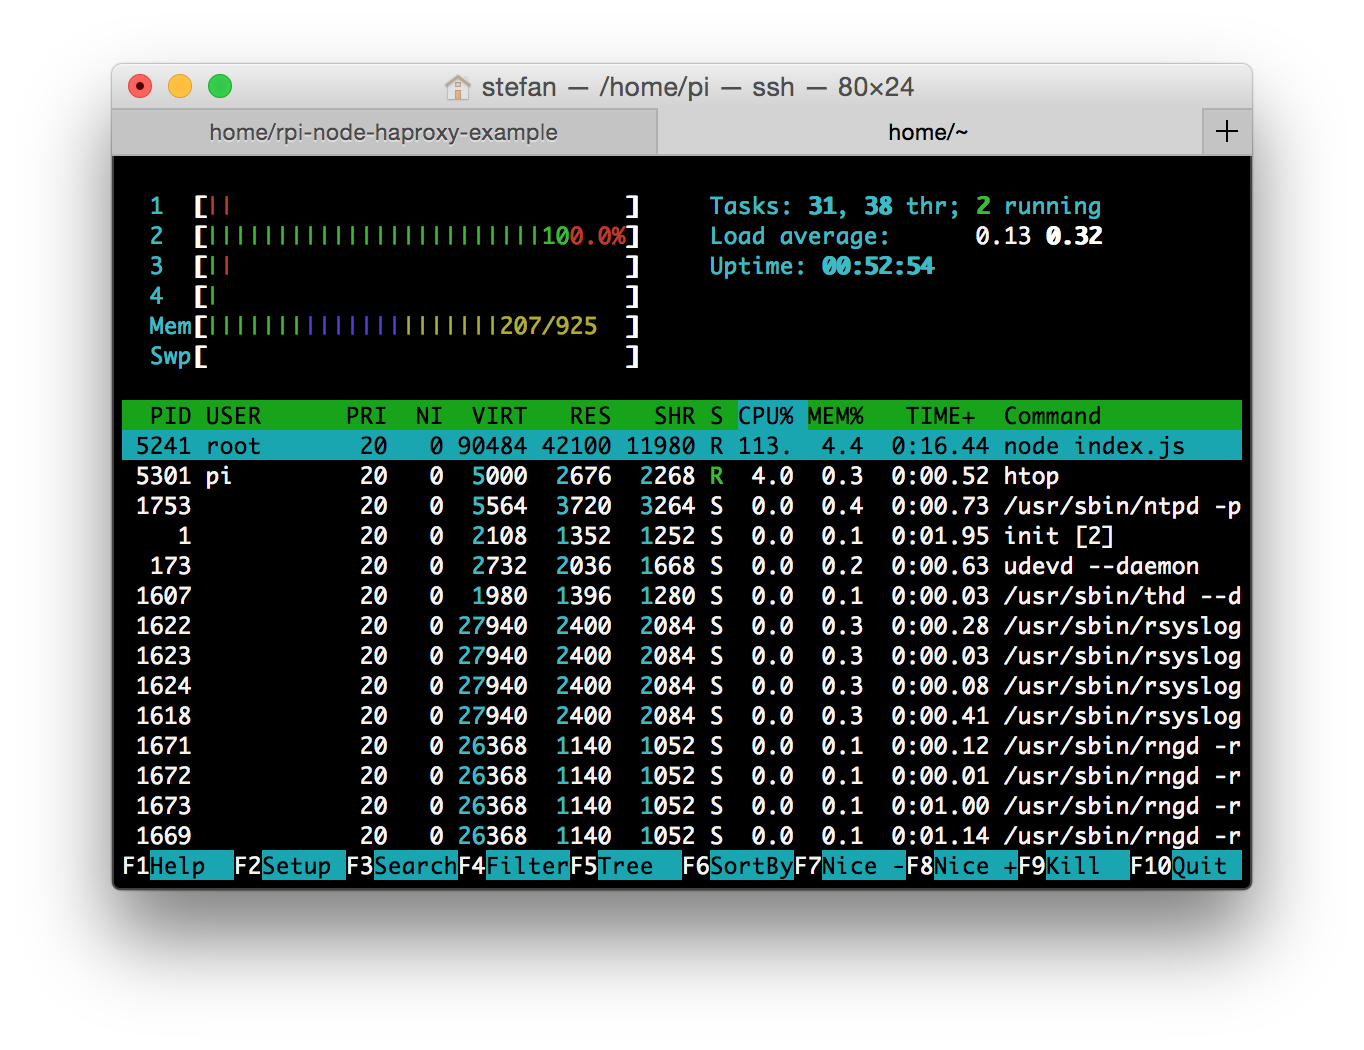 stefan — /home/pi — ssh — 80×24
home/rpi-node-haproxy-example home/~ +
1 [|| ] Tasks: 31, 38 thr; 2 running
2 [||||||||||||||||||||||||100.0%] Load average: 0.13 0.32
3 [|| ] Uptime: 00:52:54
4 [| ]
Mem[|||||||||||||||||||||207/925 ]
Swp[ ]
PID USER PRI NI VIRT RES SHR S CPU% MEM% TIME+ Command
5241 root 20 0 90484 42100 11980 R 113. 4.4 0:16.44 node index.js
5301 pi 20 0 5000 2676 2268 R 4.0 0.3 0:00.52 htop
1753 20 0 5564 3720 3264 S 0.0 0.4 0:00.73 /usr/sbin/ntpd -p
1 20 0 2108 1352 1252 S 0.0 0.1 0:01.95 init [2]
173 20 0 2732 2036 1668 S 0.0 0.2 0:00.63 udevd --daemon
1607 20 0 1980 1396 1280 S 0.0 0.1 0:00.03 /usr/sbin/thd --d
1622 20 0 27940 2400 2084 S 0.0 0.3 0:00.28 /usr/sbin/rsyslog
1623 20 0 27940 2400 2084 S 0.0 0.3 0:00.03 /usr/sbin/rsyslog
1624 20 0 27940 2400 2084 S 0.0 0.3 0:00.08 /usr/sbin/rsyslog
1618 20 0 27940 2400 2084 S 0.0 0.3 0:00.41 /usr/sbin/rsyslog
1671 20 0 26368 1140 1052 S 0.0 0.1 0:00.12 /usr/sbin/rngd -r
1672 20 0 26368 1140 1052 S 0.0 0.1 0:00.01 /usr/sbin/rngd -r
1673 20 0 26368 1140 1052 S 0.0 0.1 0:01.00 /usr/sbin/rngd -r
1669 20 0 26368 1140 1052 S 0.0 0.1 0:01.14 /usr/sbin/rngd -r
F1Help F2Setup F3SearchF4FilterF5Tree F6SortByF7Nice -F8Nice +F9Kill F10Quit